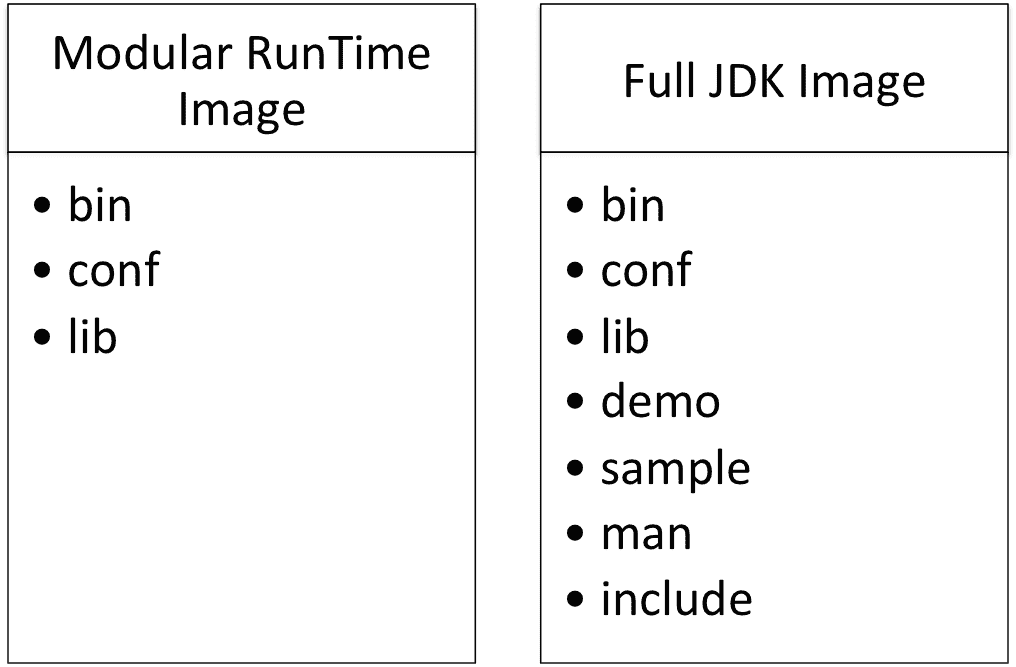 Modular RunTime
Image
• bin
• conf
• lib
Full JDK Image
• bin
• conf
• lib
• demo
• sample
• man
• include